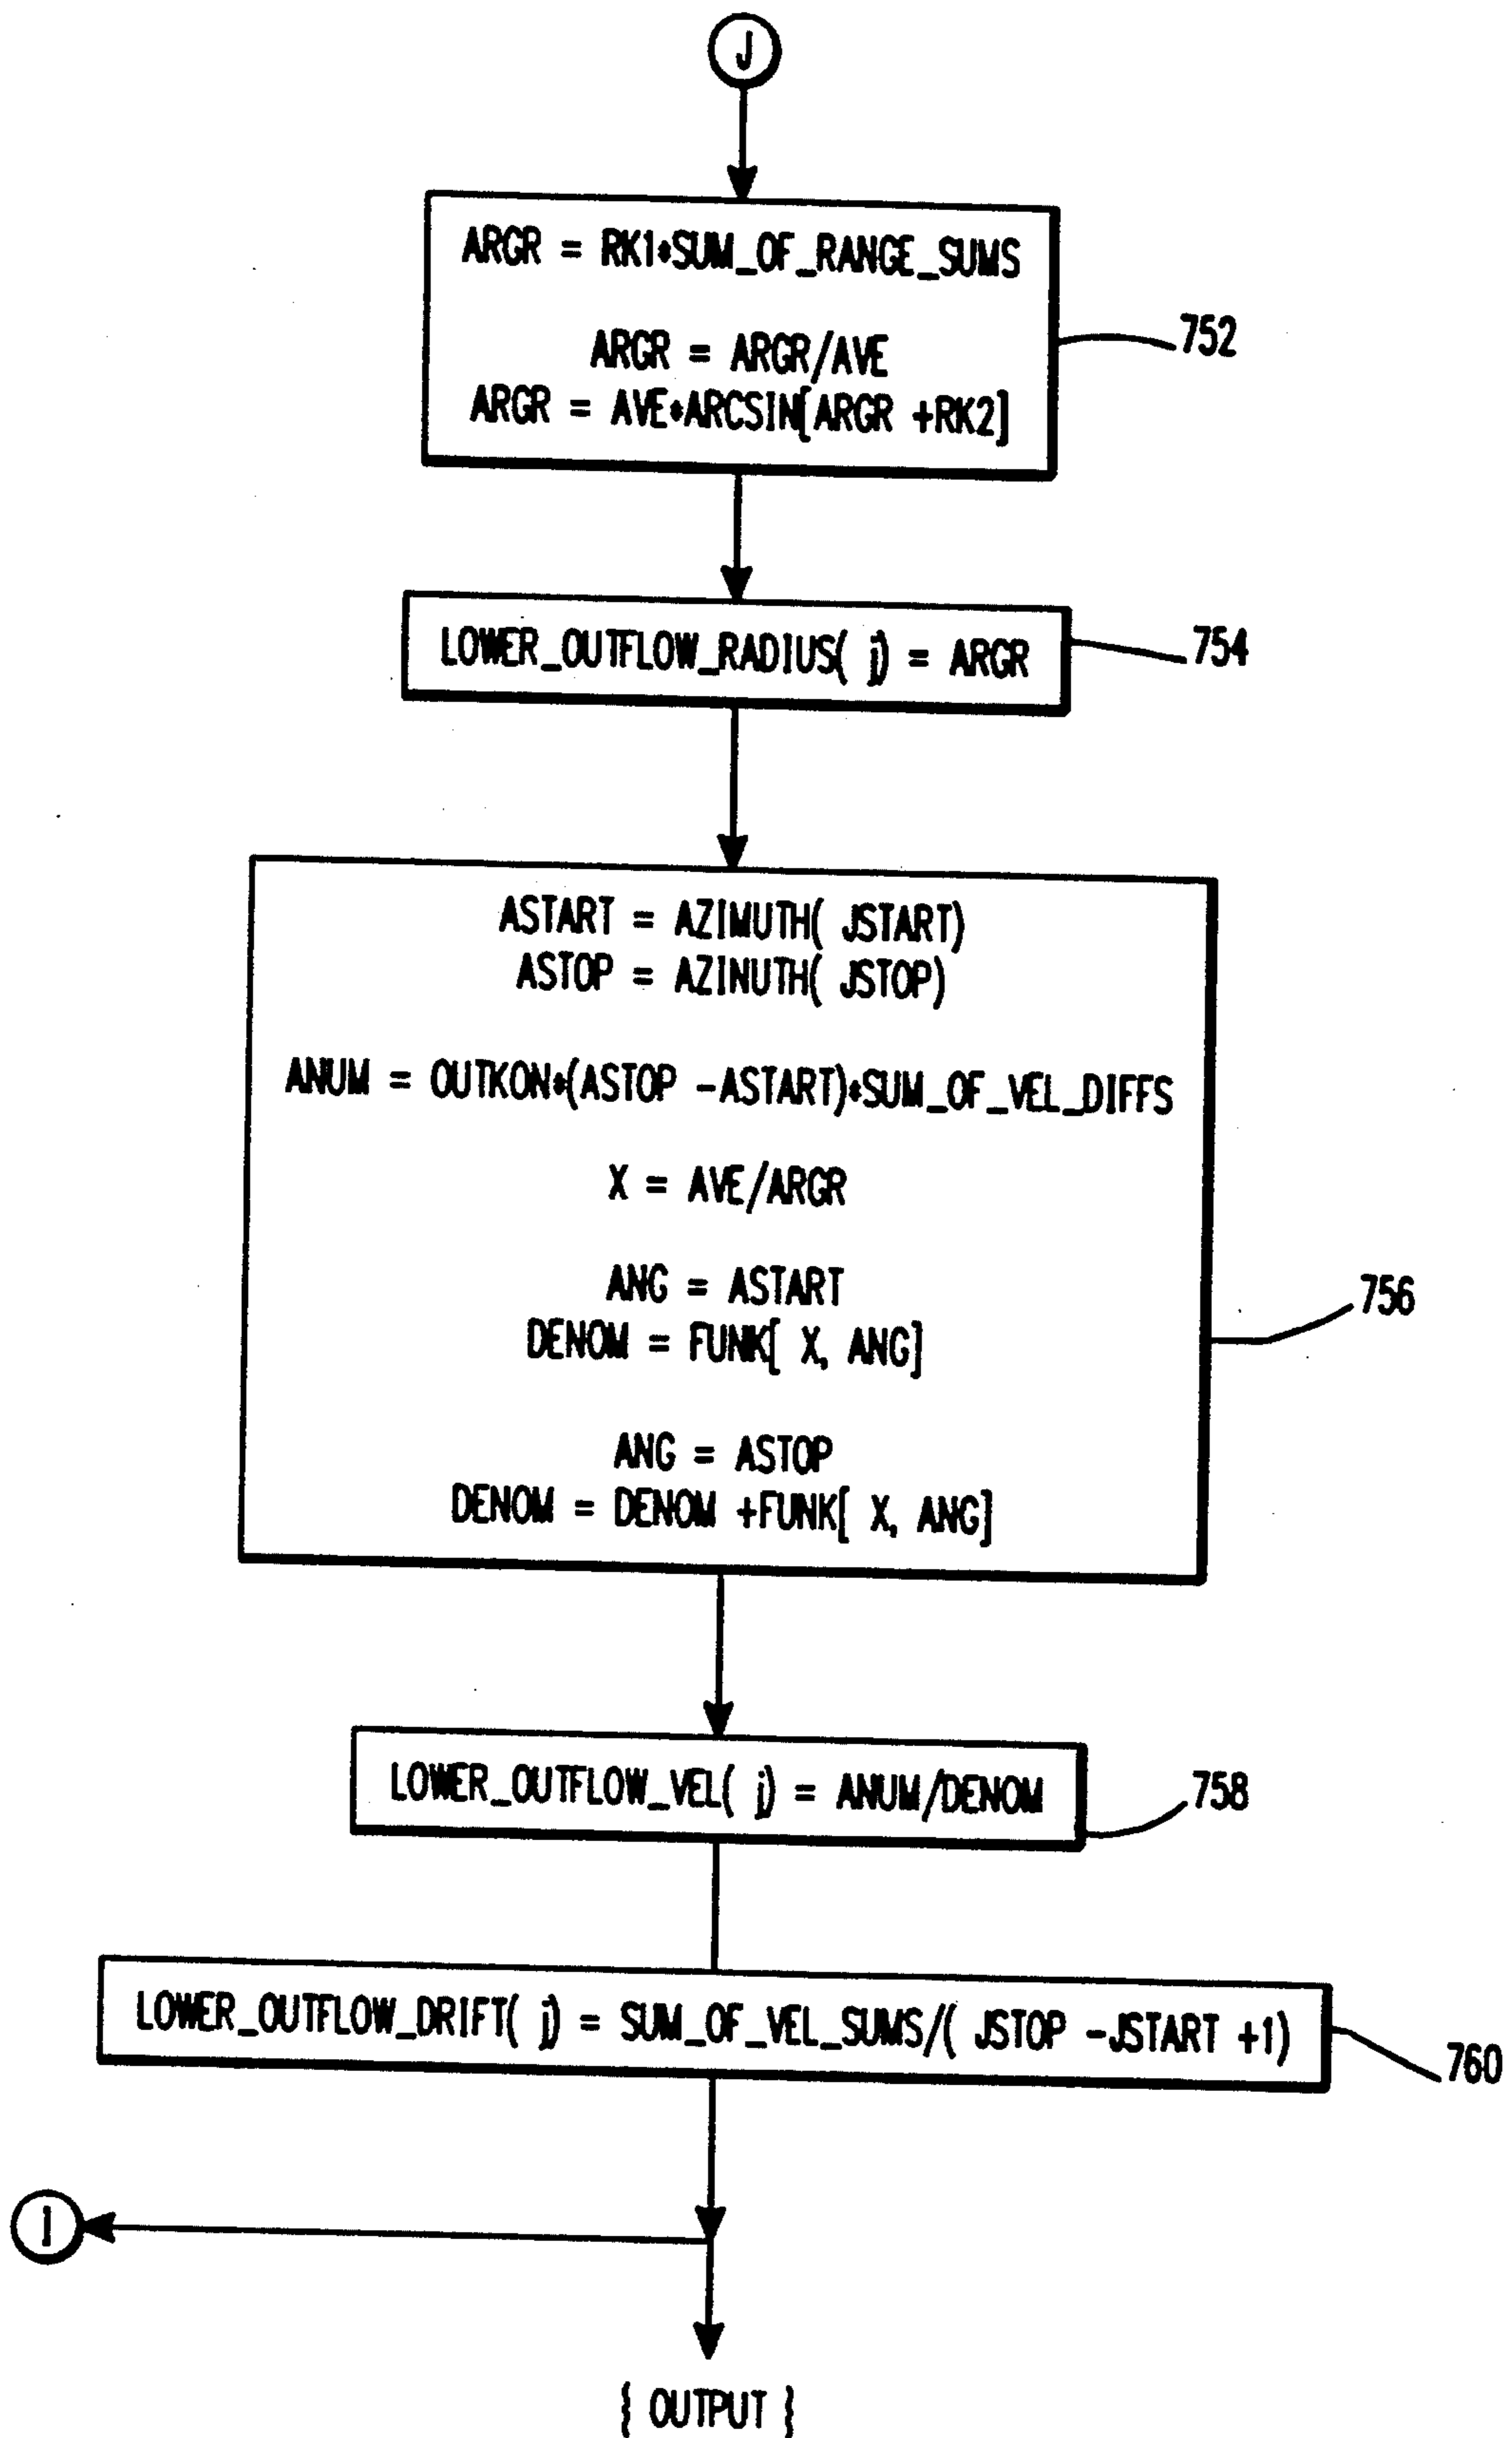 J
ARGR = RK1*SUM_OF_RANGE_SUMS
ARGR = ARGR/AVE
ARGR = AVE*ARCSIN[ARGR +RK2]
752
LOWER_OUTFLOW_RADIUS( j) = ARGR
754
ASTART = AZIMUTH( JSTART)
ASTOP = AZINUTH( JSTOP)
ANUM = OUTKON*(ASTOP -ASTART)*SUM_OF_VEL_DIFFS
X = AVE/ARGR
ANG = ASTART
DENOM = FUNK[ X, ANG]
ANG = ASTOP
DENOM = DENOM +FUNK[ X, ANG]
756
LOWER_OUTFLOW_VEL( j) = ANUM/DENOM
758
LOWER_OUTFLOW_DRIFT( j) = SUM_OF_VEL_SUMS/( JSTOP -JSTART +1)
760
I
{ OUTPUT }